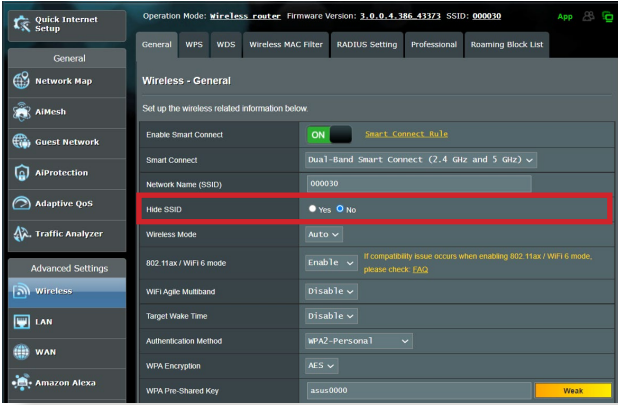 Quick Internet
Setup
Operation Mode: Wireless router Firmware Version: 3.0.0.4.386_43373 SSID: 000030
App
General
WPS
WDS
Wireless MAC Filter
RADIUS Setting
Professional
Roaming Block List
General
Network Map
AiMesh
Guest Network
AiProtection
Adaptive QoS
Traffic Analyzer
Advanced Settings
Wireless
LAN
WAN
Amazon Alexa
Wireless - General
Set up the wireless related information below.
Enable Smart Connect
ON
Smart Connect Rule
Smart Connect
Dual-Band Smart Connect (2.4 GHz and 5 GHz)
Network Name (SSID)
000030
Hide SSID
Yes No
Wireless Mode
Auto
802.11ax / WiFi 6 mode
Enable
If compatibility issue occurs when enabling 802.11ax / WiFi 6 mode,
please check: FAQ
WiFi Agile Multiband
Disable
Target Wake Time
Disable
Authentication Method
WPA2-Personal
WPA Encryption
AES
WPA Pre-Shared Key
asus0000
Weak